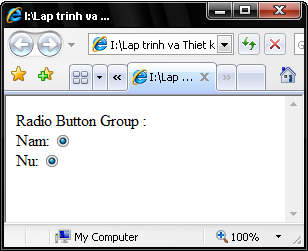 I:\Lap trinh va ...
I:\Lap trinh va Thiet k
G
I:\Lap ...
Radio Button Group :
Nam:
Nu:
My Computer
100%